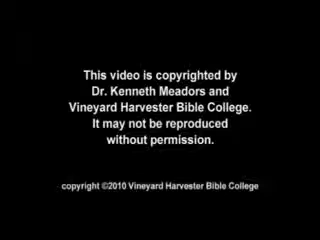 This video is copyrighted by
Dr. Kenneth Meadors and
Vineyard Harvester Bible College.
It may not be reproduced
without permission.
copyright ©2010 Vineyard Harvester Bible College